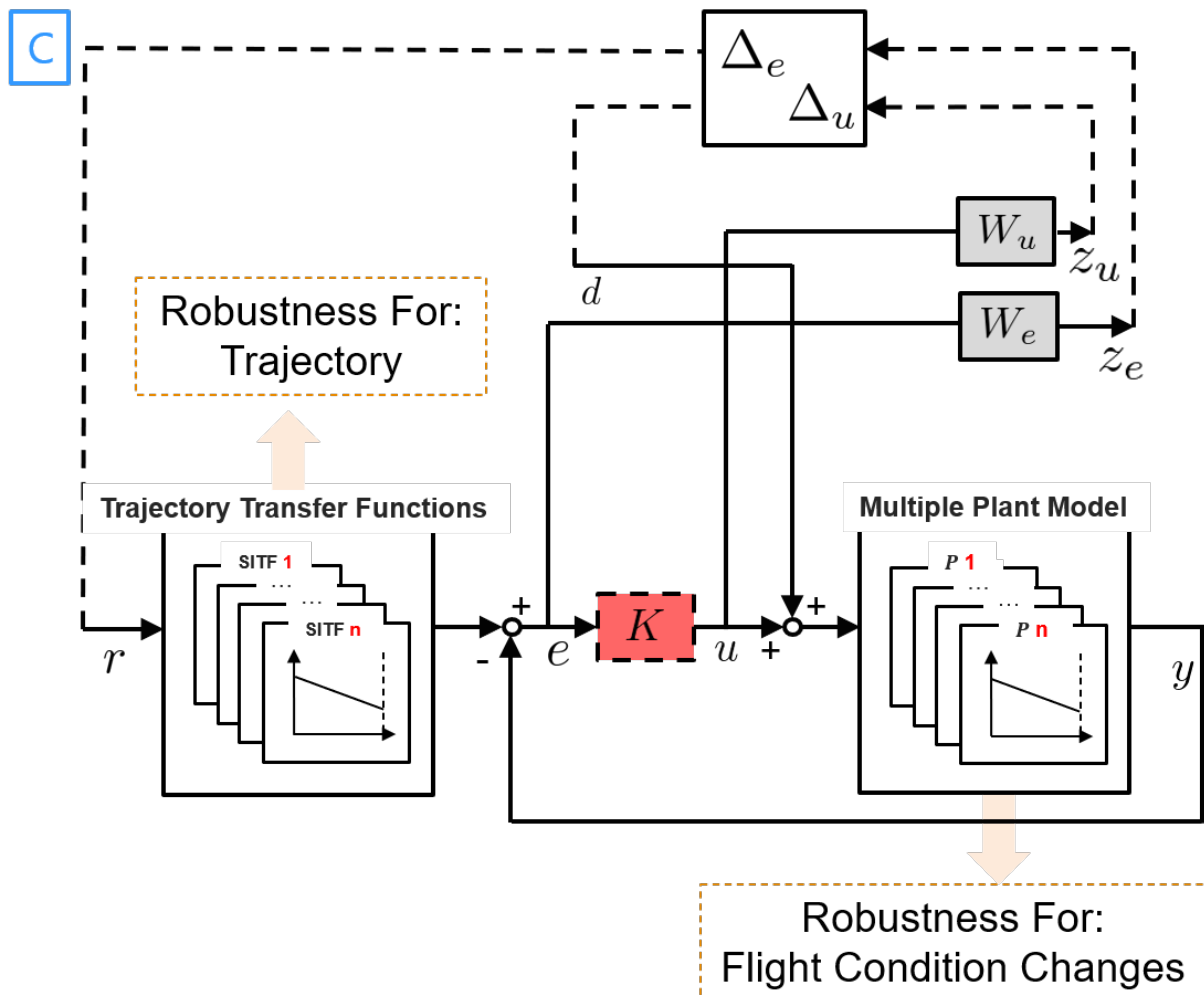 C
Δe
Δu
Wu
zu
d
We
ze
Robustness For:
Trajectory
Trajectory Transfer Functions
Multiple Plant Model
SITF 1
...
...
SITF n
P 1
...
...
P n
+
+
r
-
e
K
u
+
y
Robustness For:
Flight Condition Changes